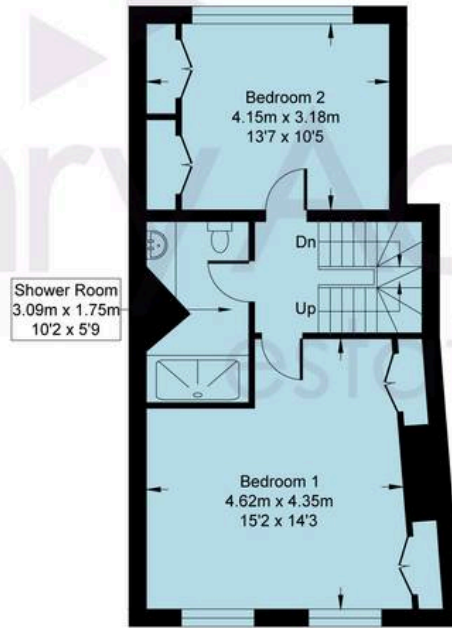 Bedroom 2
4.15m x 3.18m
13'7 x 10'5
Dn
Up
Shower Room
3.09m x 1.75m
10'2 x 5'9
Bedroom 1
4.62m x 4.35m
15'2 x 14'3